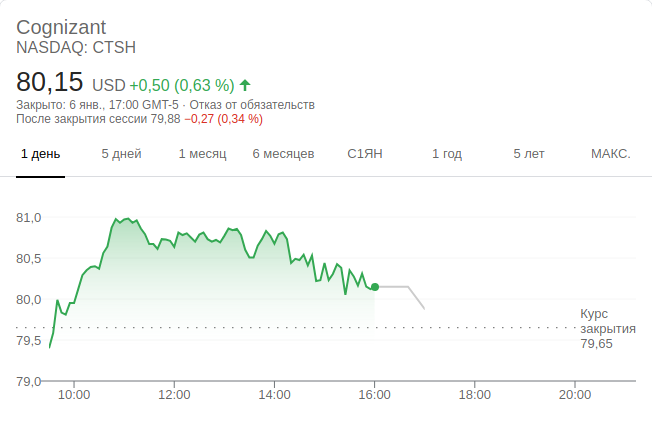 Cognizant
NASDAQ: CTSH
80,15 USD +0,50 (0,63 %)
Закрыто: 6 янв., 17:00 GMT-5 · Отказ от обязательств
После закрытия сессии 79,88 −0,27 (0,34 %)
1 день 5 дней 1 месяц 6 месяцев С1ЯН 1 год 5 лет МАКС.
81,0
80,5
80,0
79,5
79,0
Курс
закрытия
79,65
10:00 12:00 14:00 16:00 18:00 20:00